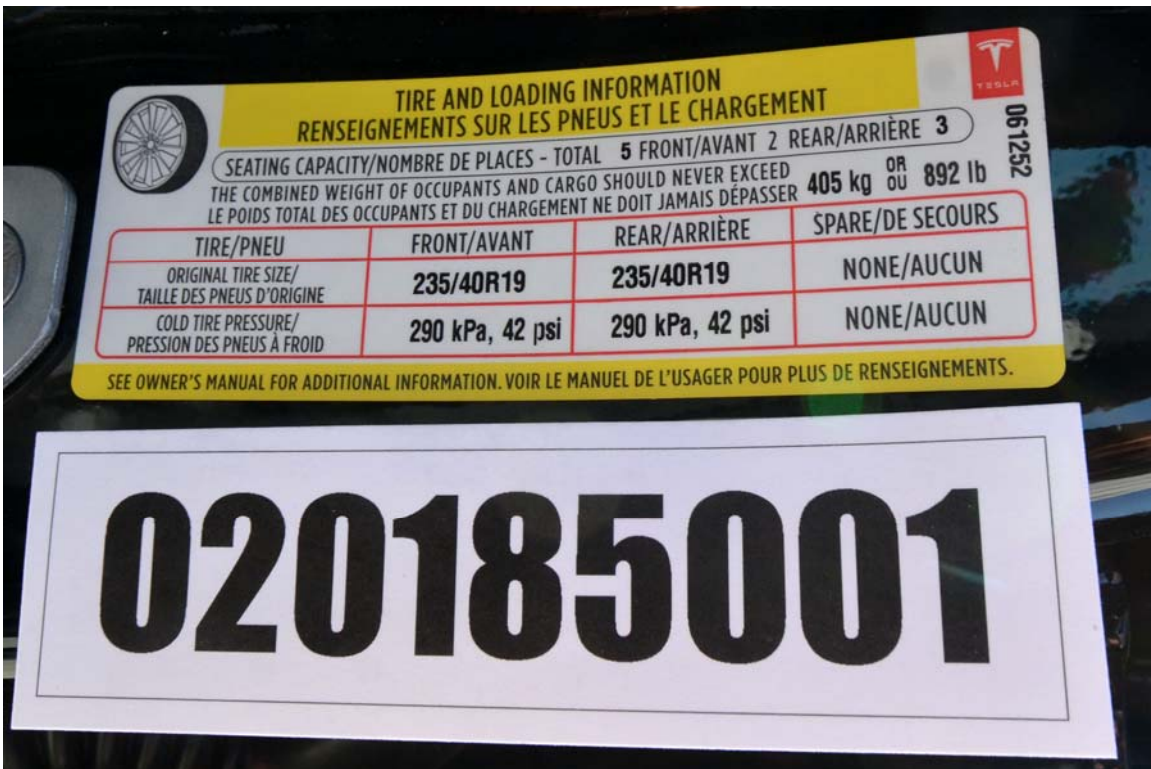 TIRE AND LOADING INFORMATION
RENSEIGNEMENTS SUR LES PNEUS ET LE CHARGEMENT
TESLA
SEATING CAPACITY/NOMBRE DE PLACES - TOTAL 5 FRONT/AVANT 2 REAR/ARRIÈRE 3
061252
THE COMBINED WEIGHT OF OCCUPANTS AND CARGO SHOULD NEVER EXCEED 405 kg OR 892 lb
LE POIDS TOTAL DES OCCUPANTS ET DU CHARGEMENT NE DOIT JAMAIS DÉPASSER OU
TIRE/PNEU FRONT/AVANT REAR/ARRIÈRE SPARE/DE SECOURS
ORIGINAL TIRE SIZE/
TAILLE DES PNEUS D'ORIGINE 235/40R19 235/40R19 NONE/AUCUN
COLD TIRE PRESSURE/
PRESSION DES PNEUS À FROID 290 kPa, 42 psi 290 kPa, 42 psi NONE/AUCUN
SEE OWNER'S MANUAL FOR ADDITIONAL INFORMATION. VOIR LE MANUEL DE L'USAGER POUR PLUS DE RENSEIGNEMENTS.
020185001